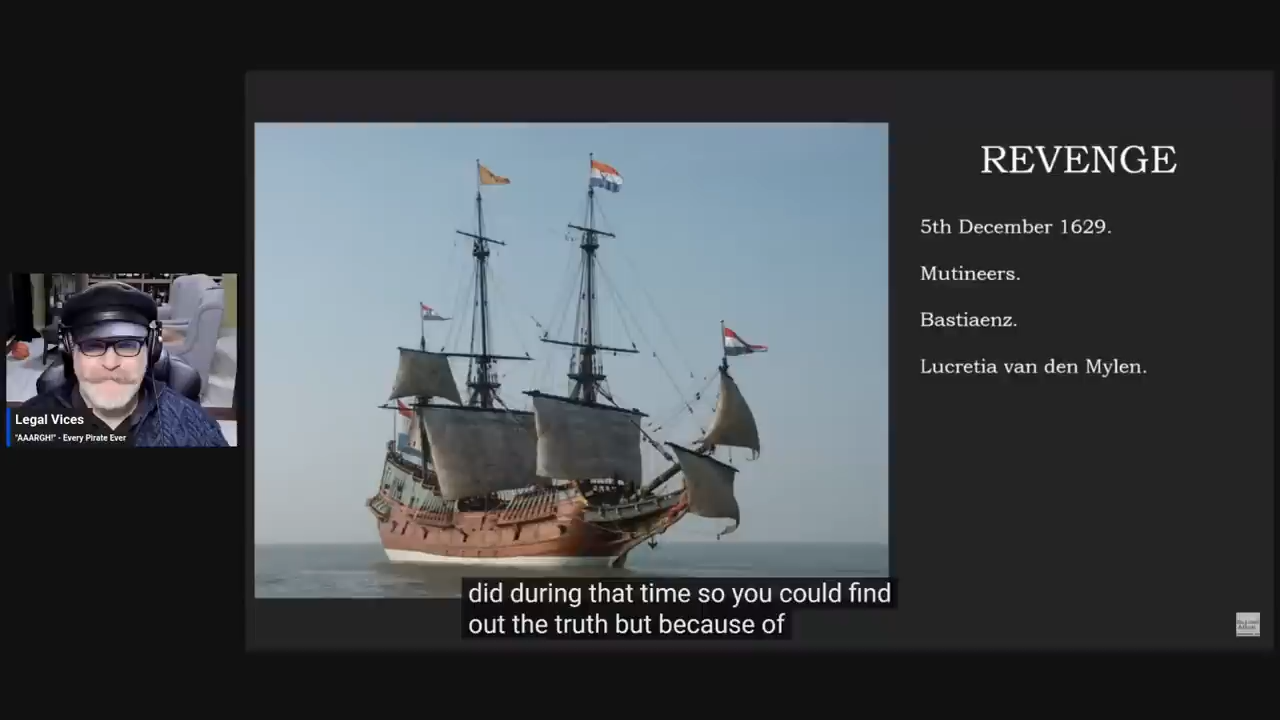 REVENGE
5th December 1629.
Mutineers.
Bastiaenz.
Lucretia van den Mylen.
Legal Vices
"AAARGH!" - Every Pirate Ever
did during that time so you could find
out the truth but because of